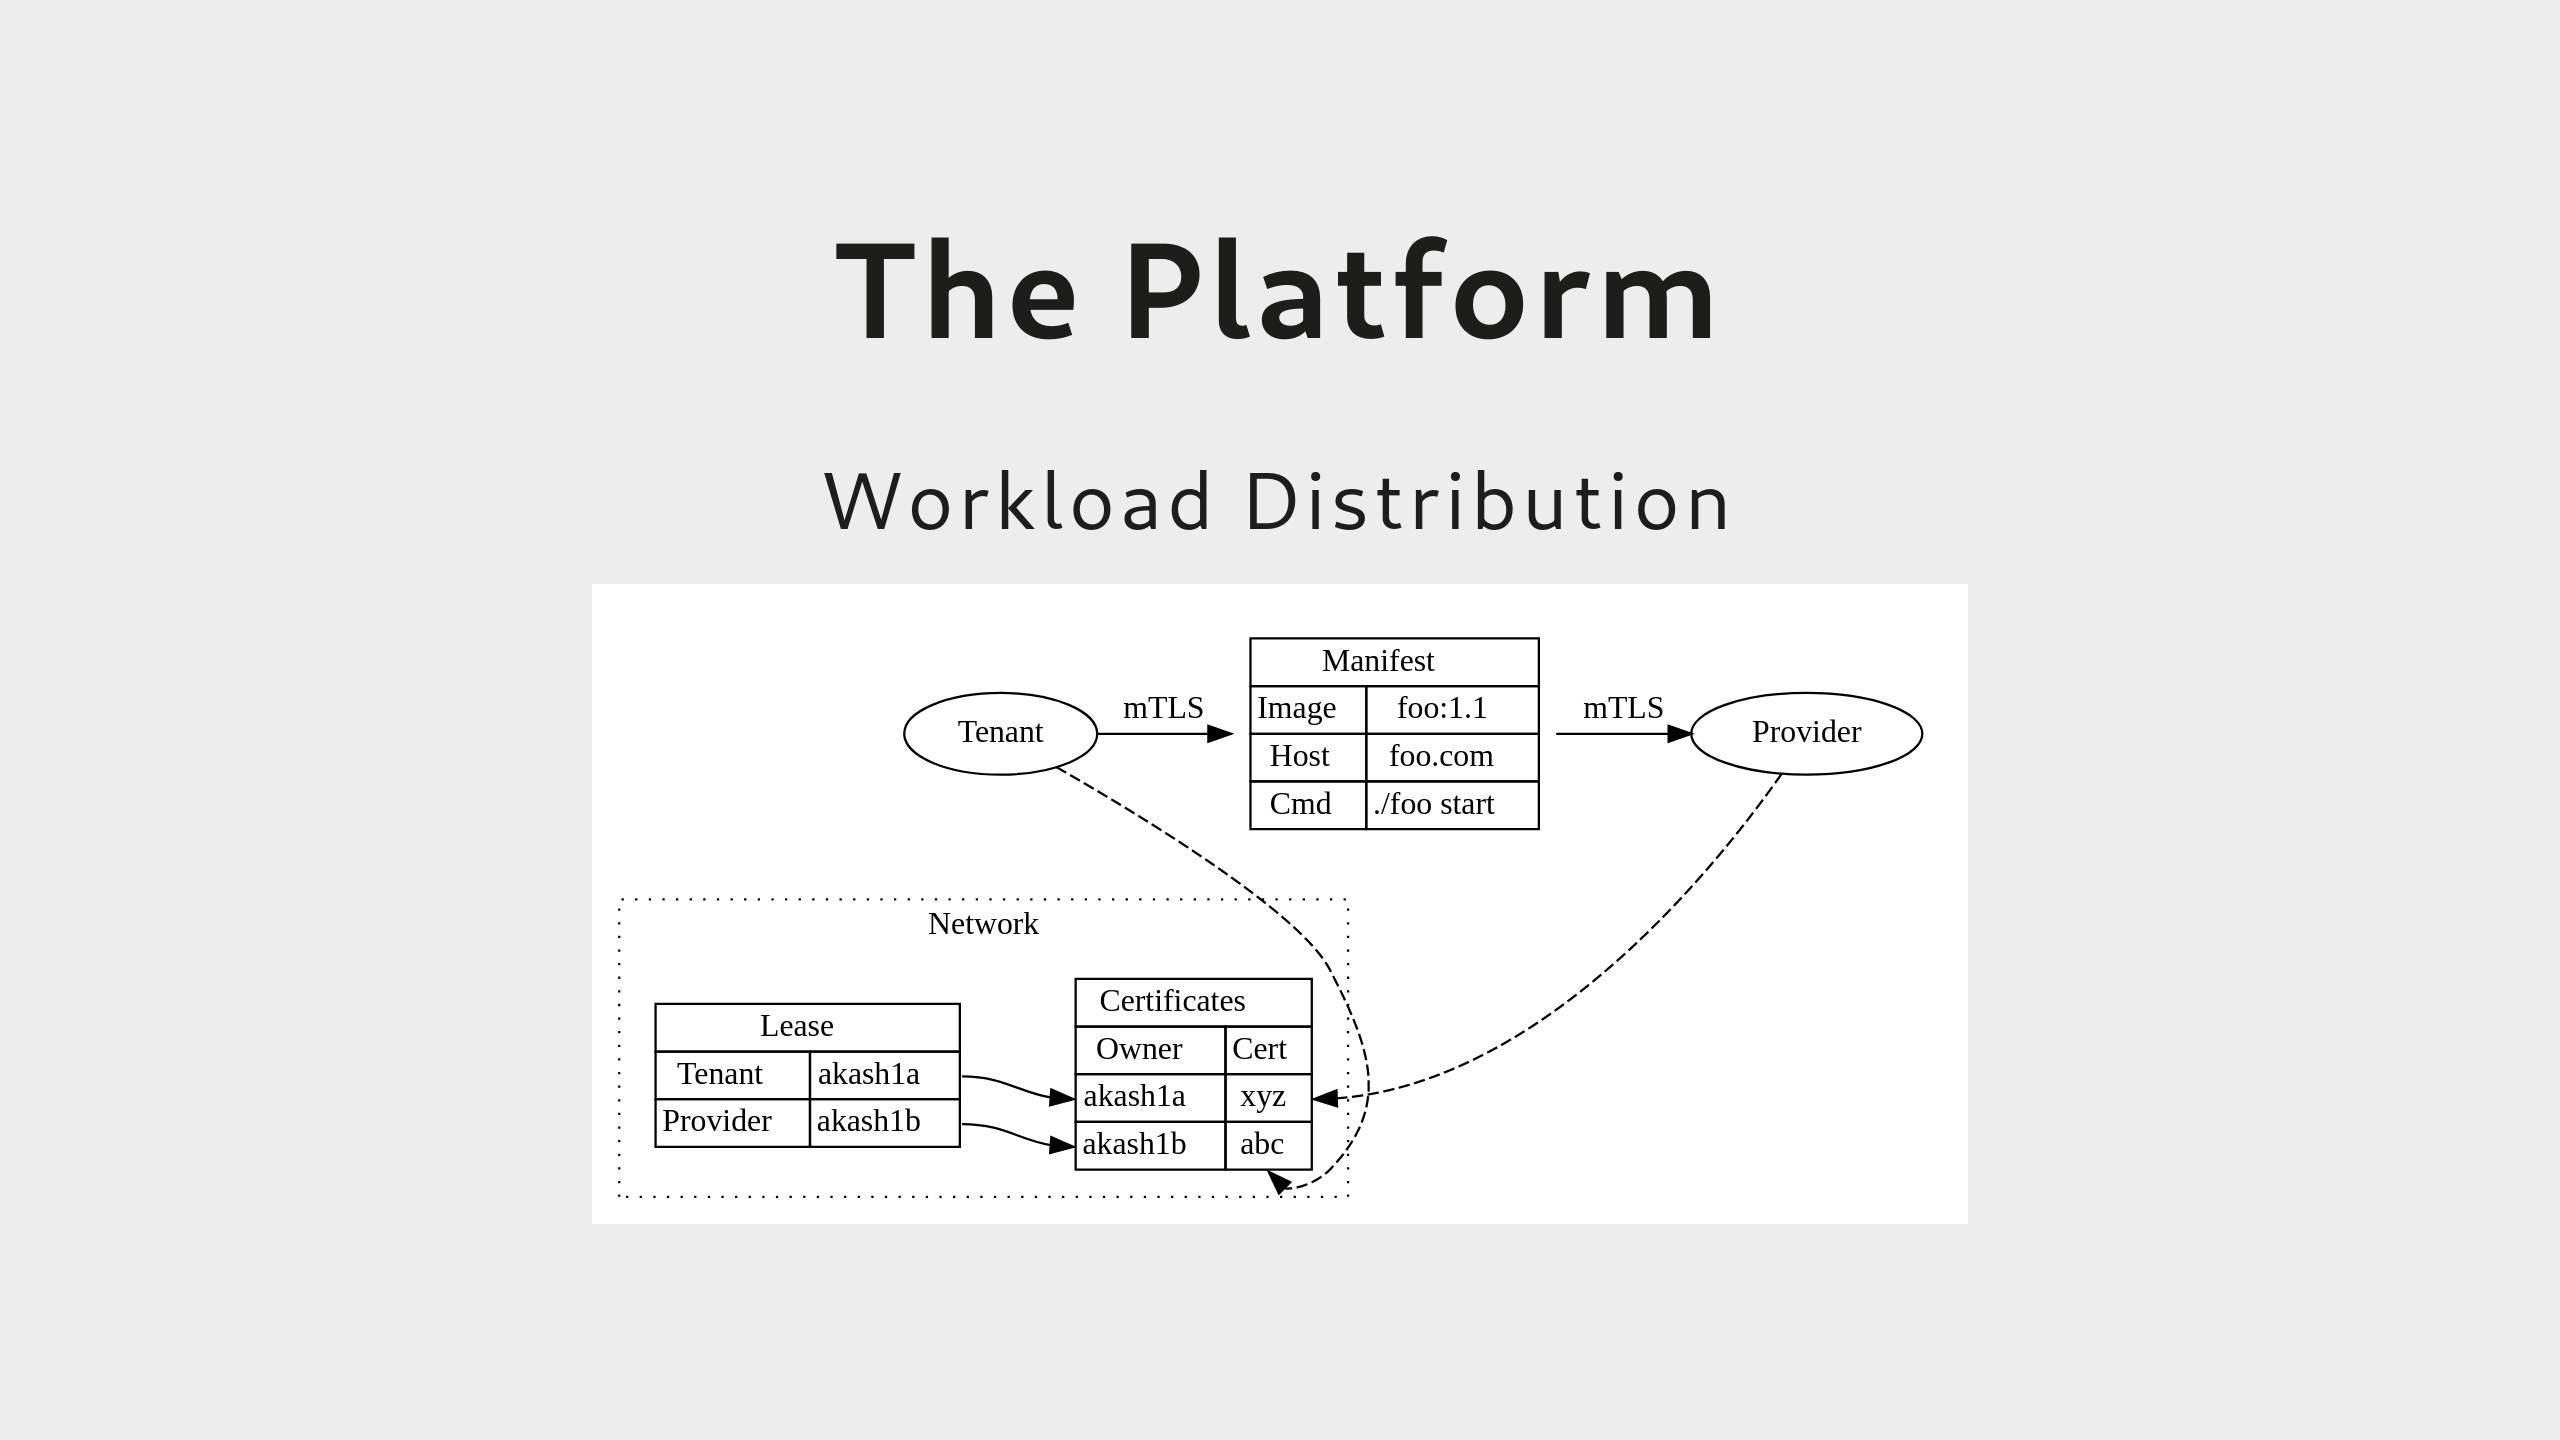 The Platform
Workload Distribution
Manifest
Tenant mTLS Image foo:1.1 mTLS Provider
Host foo.com
Cmd ./foo start
Network
Lease
Tenant akash1a
Provider akash1b
Certificates
Owner Cert
akash1a xyz
akash1b abc